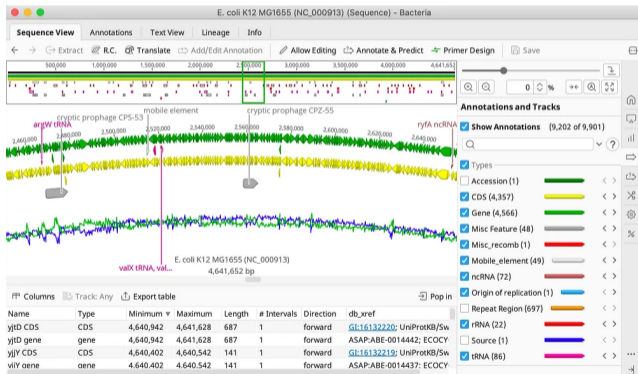 E. coli K12 MG1655 (NC_000913) (Sequence) - Bacteria
Sequence View Annotations Text View Lineage Info
Extract R.C. Translate Add/Edit Annotation Allow Editing Annotate & Predict Primer Design Save
500,000 1,000,000 1,500,000 2,000,000 2,500,000 3,000,000 3,500,000 4,000,000 4,641,652
0 %
Annotations and Tracks
Show Annotations (9,202 of 9,901)
?
Types
Accession (1)
CDS (4,357)
Gene (4,566)
Misc Feature (48)
Misc_recomb (1)
Mobile_element (49)
ncRNA (72)
Origin of replication (1)
Repeat Region (697)
rRNA (22)
Source (1)
tRNA (86)
mobile element
cryptic prophage CPS-53
cryptic prophage CPZ-55
argW tRNA
ryfA ncRNA
2,460,000 2,500,000 2,520,000 2,540,000 2,560,000 2,580,000 2,600,000 2,620,000 2,640,000
E. coli K12 MG1655 (NC_000913)
valX tRNA, val...
4,641,652 bp
Columns Track: Any Export table Pop in
Name Type Minimum Maximum Length # Intervals Direction db_xref
yjtD CDS CDS 4,640,942 4,641,628 687 1 forward GI:16132220; UniProtKB/Sw
yjtD gene gene 4,640,942 4,641,628 687 1 forward ASAP:ABE-0014442; ECOCY
yjjY CDS CDS 4,640,402 4,640,542 141 1 forward GI:16132219; UniProtKB/Sw
yjjY gene gene 4,640,402 4,640,542 141 1 forward ASAP:ABE-0014437; ECOCY